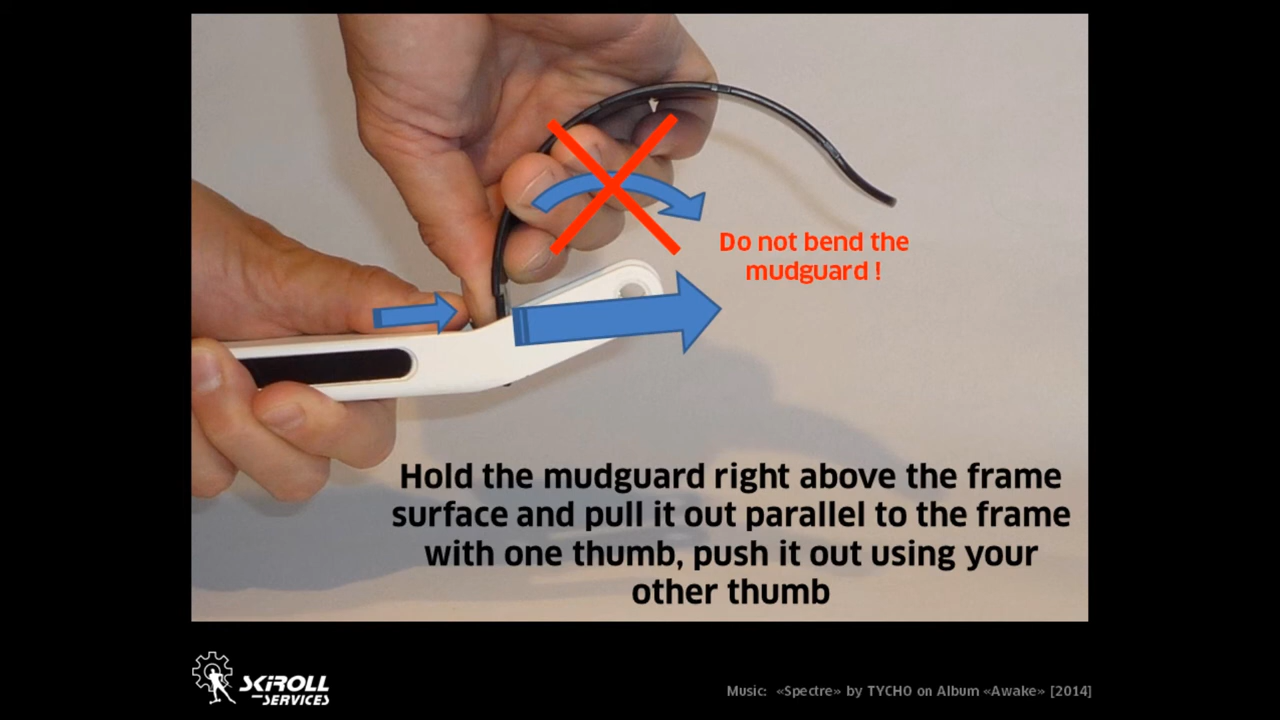 Do not bend the
mudguard !
Hold the mudguard right above the frame
surface and pull it out parallel to the frame
with one thumb, push it out using your
other thumb
SKIROLL
SERVICES
Music: «Spectre» by TYCHO on Album «Awake» [2014]